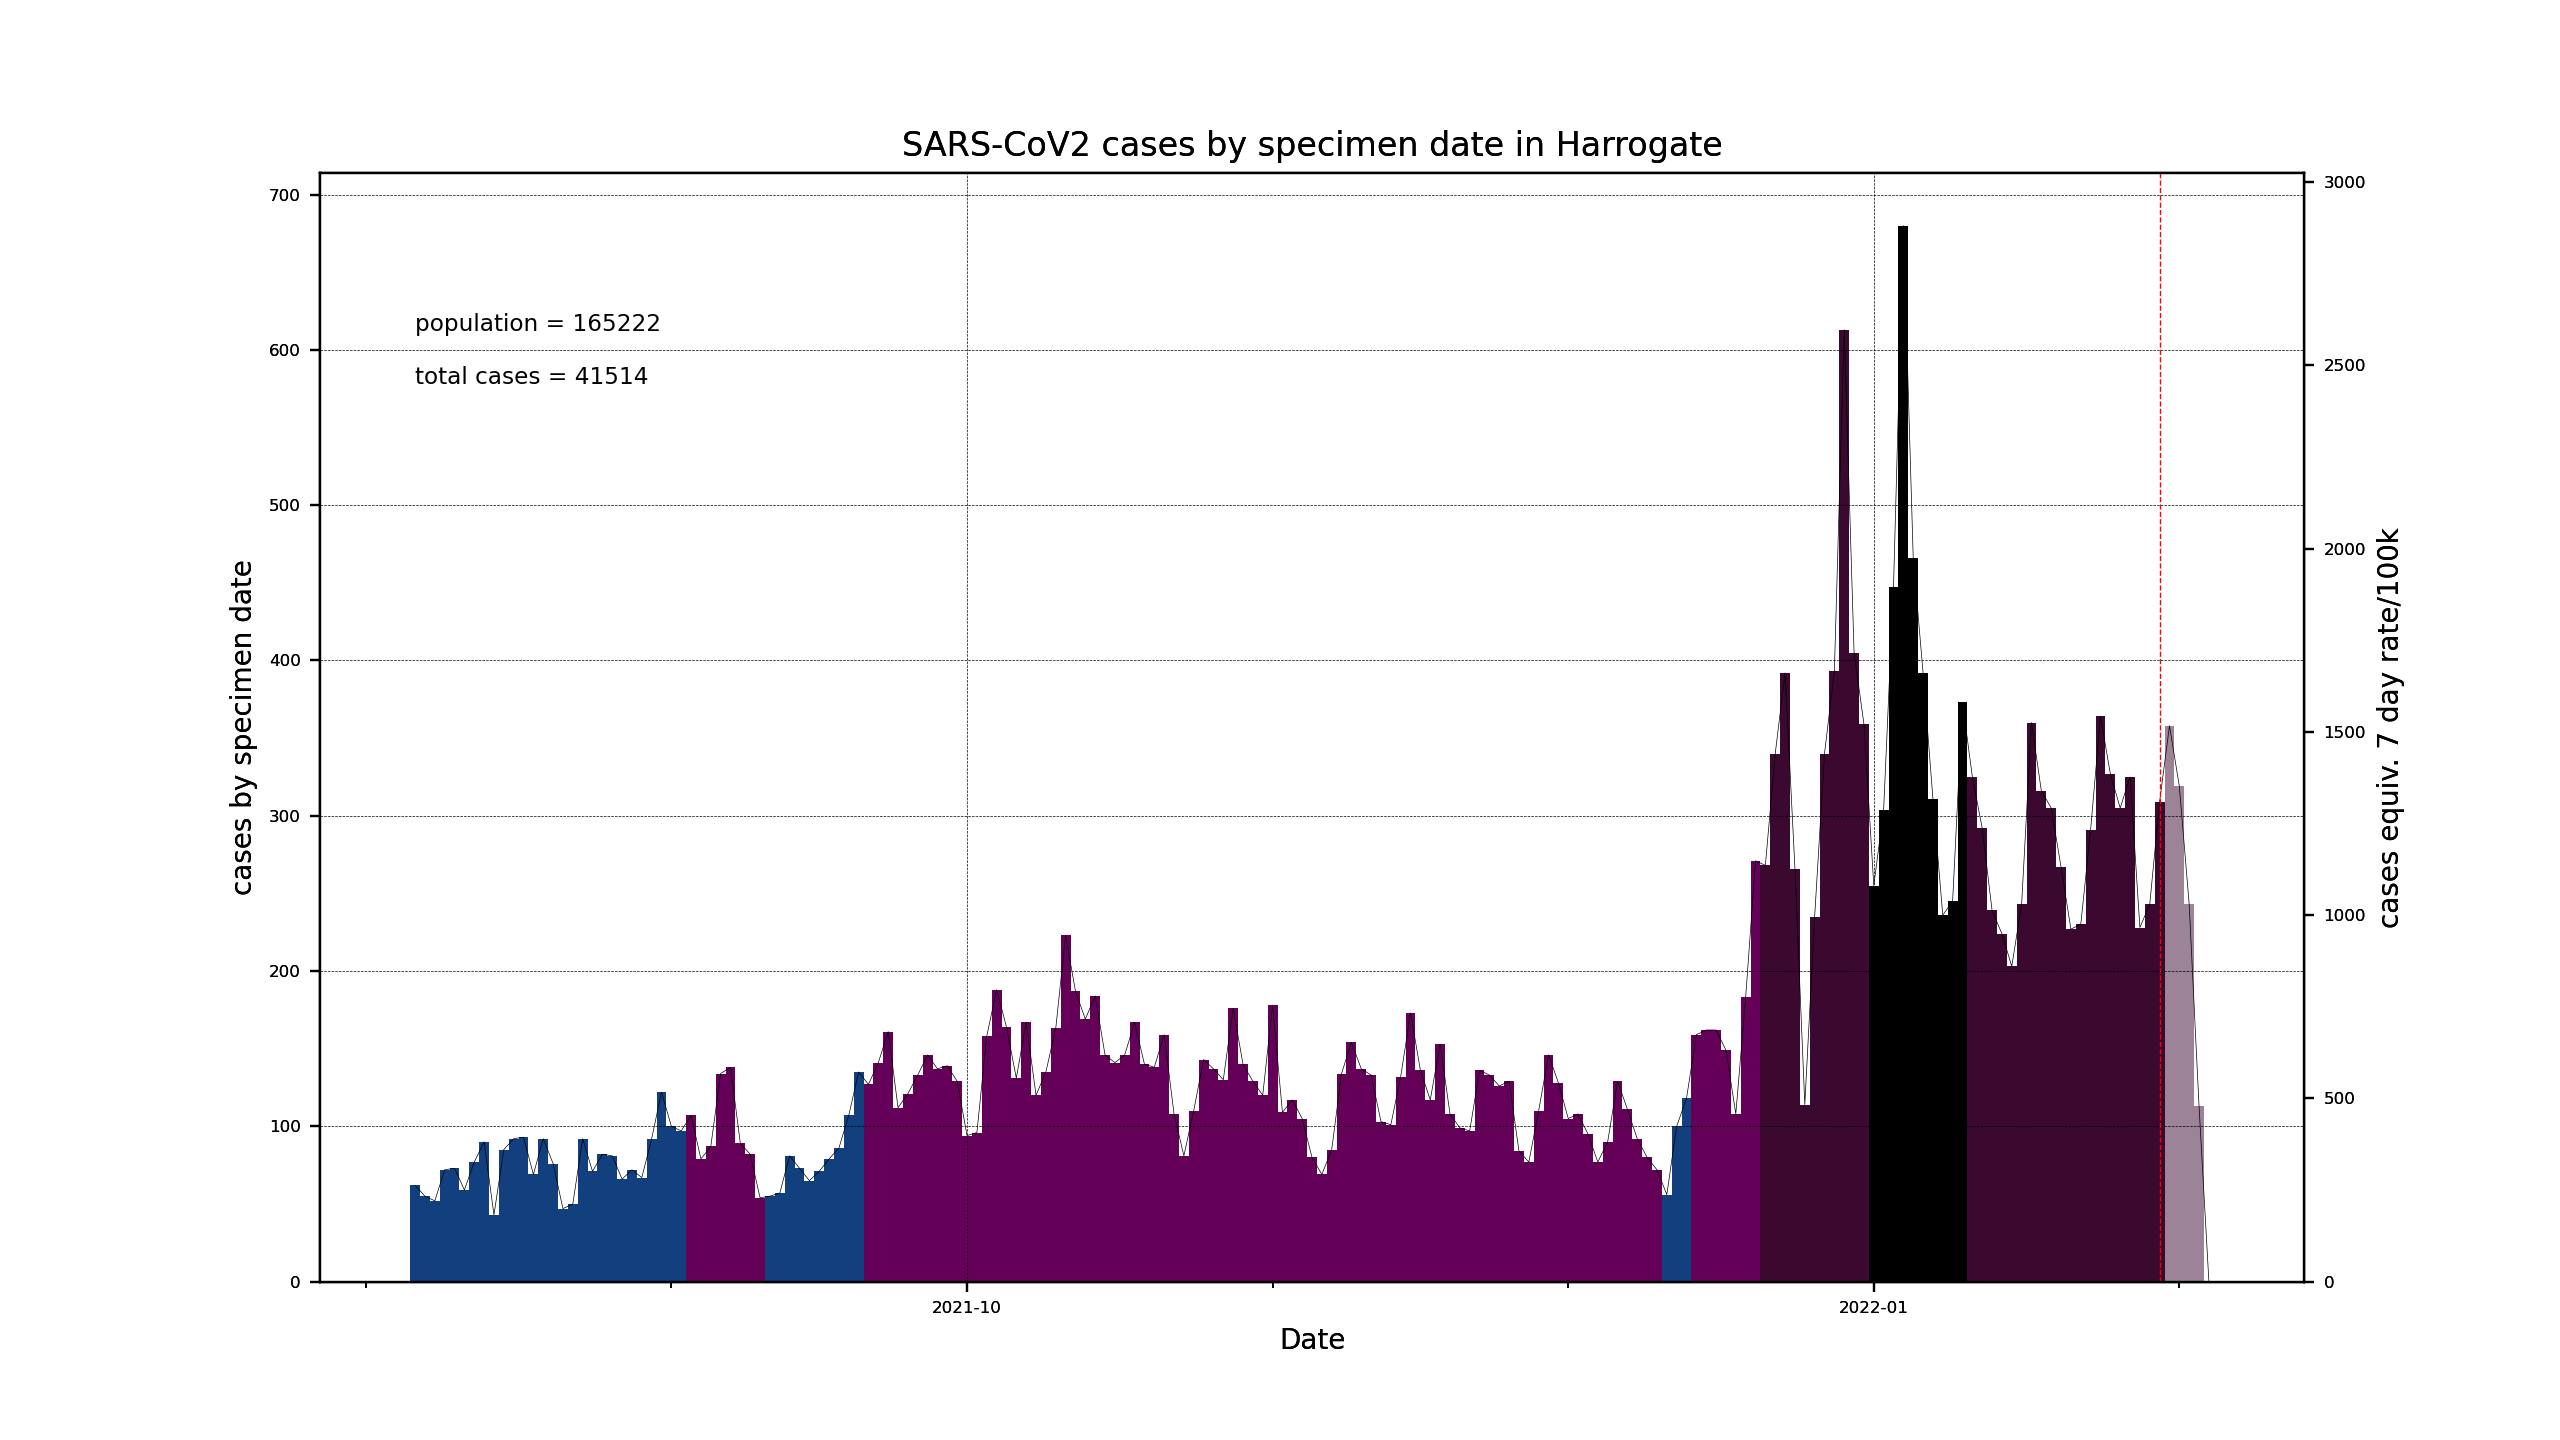 SARS-CoV2 cases by specimen date in Harrogate
population = 165222
total cases = 41514
cases by specimen date
700
600
500
400
300
200
100
0
3000
2500
2000
1500
1000
500
0
cases equiv. 7 day rate/100k
2021-10
2022-01
Date